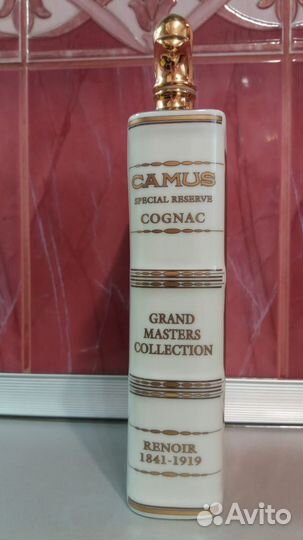 CAMUS
SPECIAL RESERVE
COGNAC
GRAND
MASTERS
COLLECTION
RENOIR
1841-1919
Avito